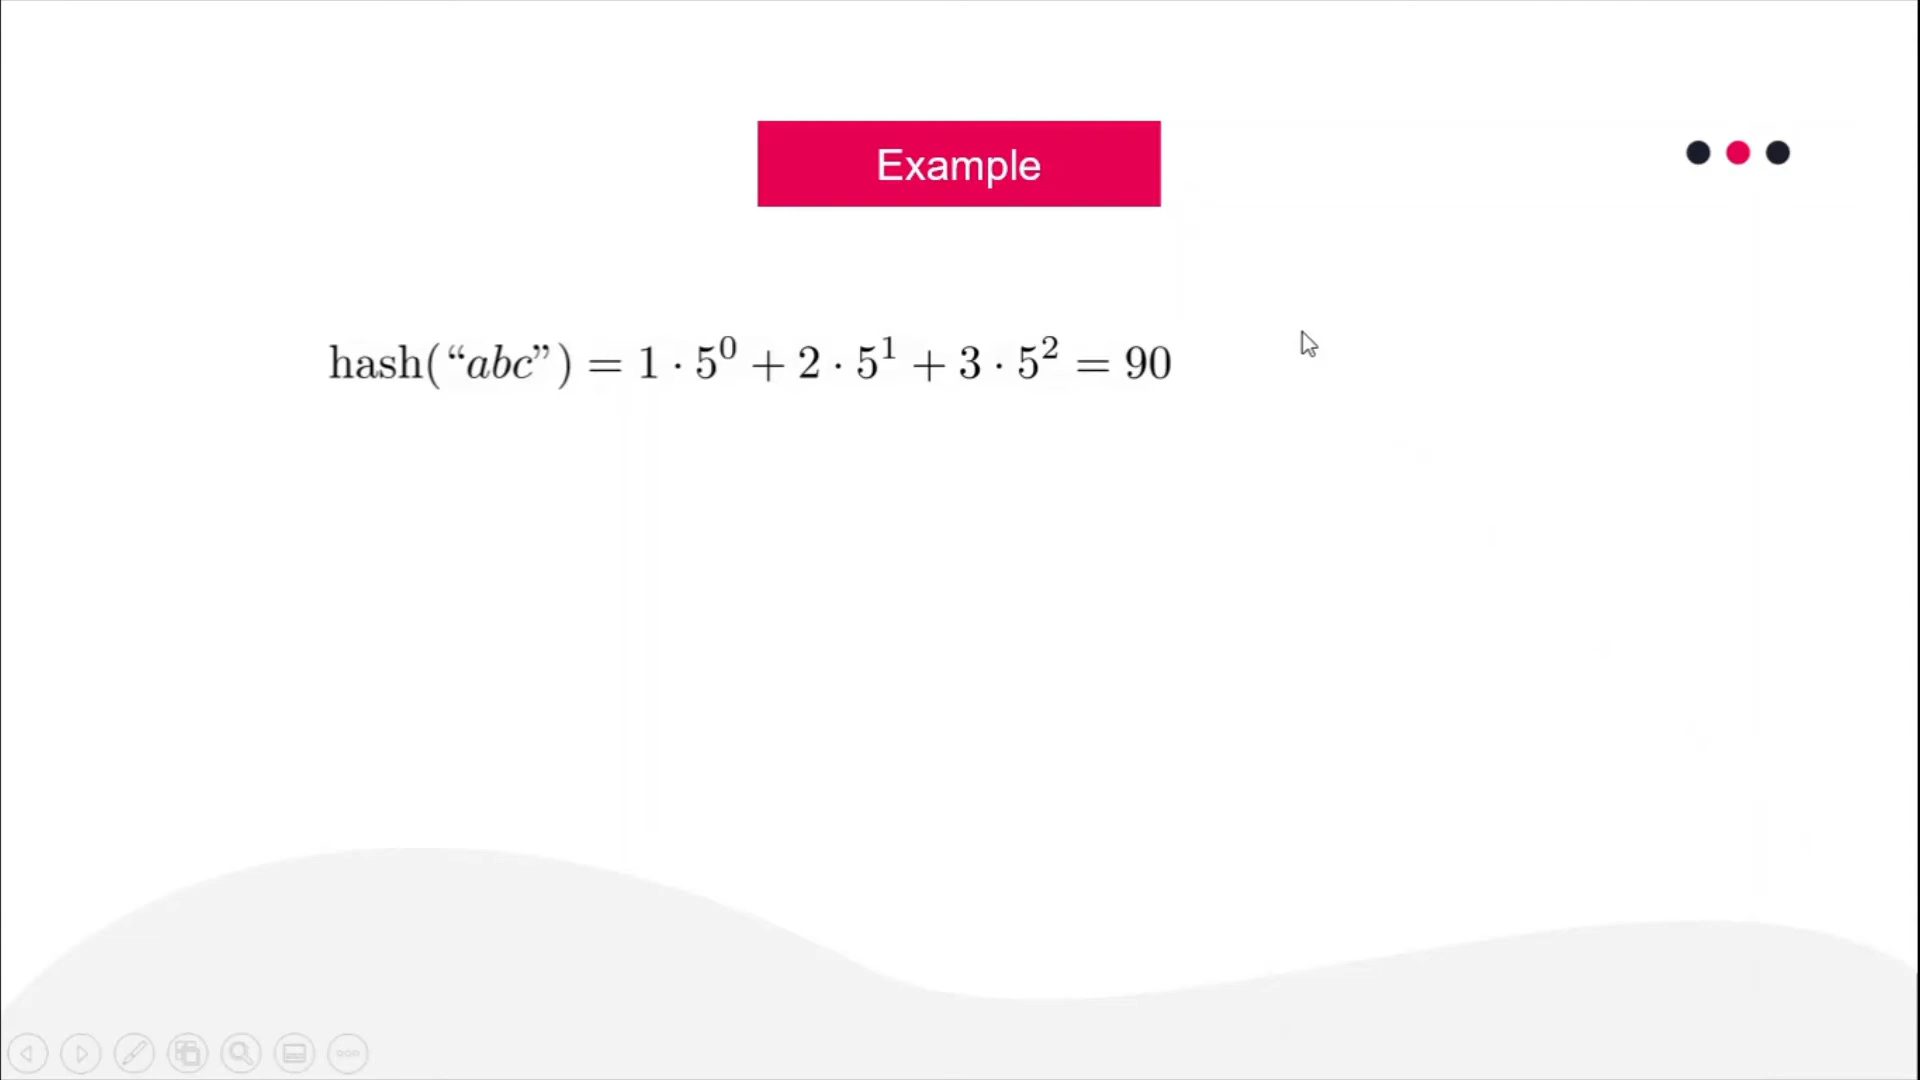 Example
hash(“abc”) = 1 · 5⁰ + 2 · 5¹ + 3 · 5² = 90